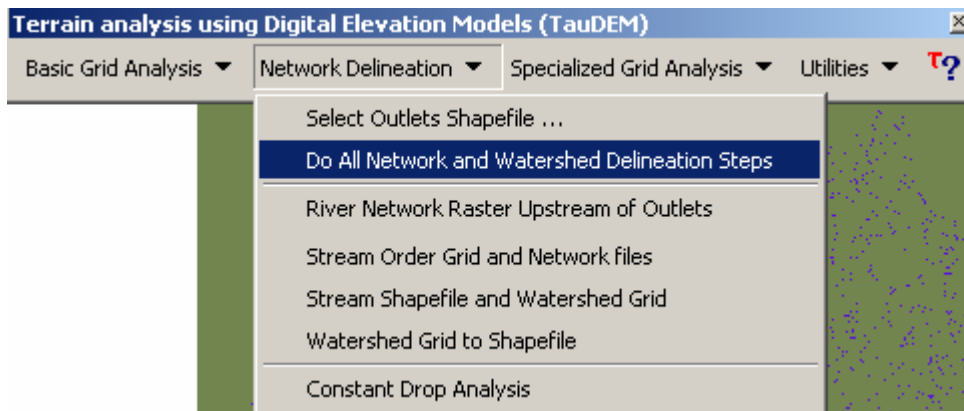 Terrain analysis using Digital Elevation Models (TauDEM)
Basic Grid Analysis Network Delineation Specialized Grid Analysis Utilities τ?
Select Outlets Shapefile ...
Do All Network and Watershed Delineation Steps
River Network Raster Upstream of Outlets
Stream Order Grid and Network files
Stream Shapefile and Watershed Grid
Watershed Grid to Shapefile
Constant Drop Analysis